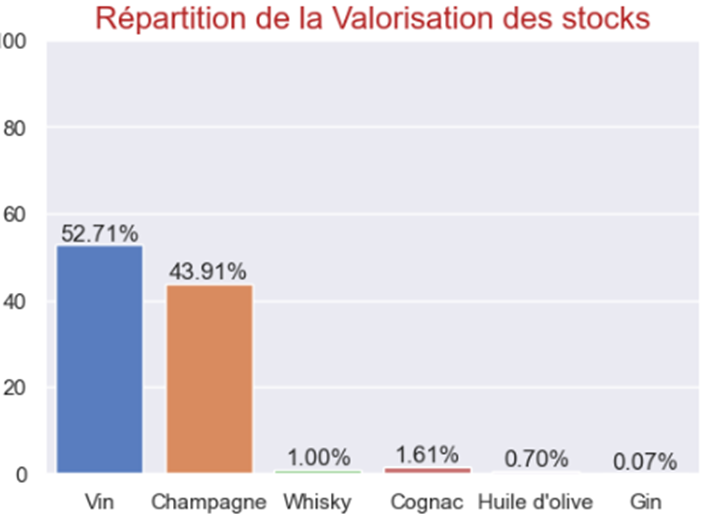 Répartition de la Valorisation des stocks
100
80
60
40
20
0
52.71%
43.91%
1.00%
1.61%
0.70%
0.07%
Vin
Champagne
Whisky
Cognac
Huile d'olive
Gin